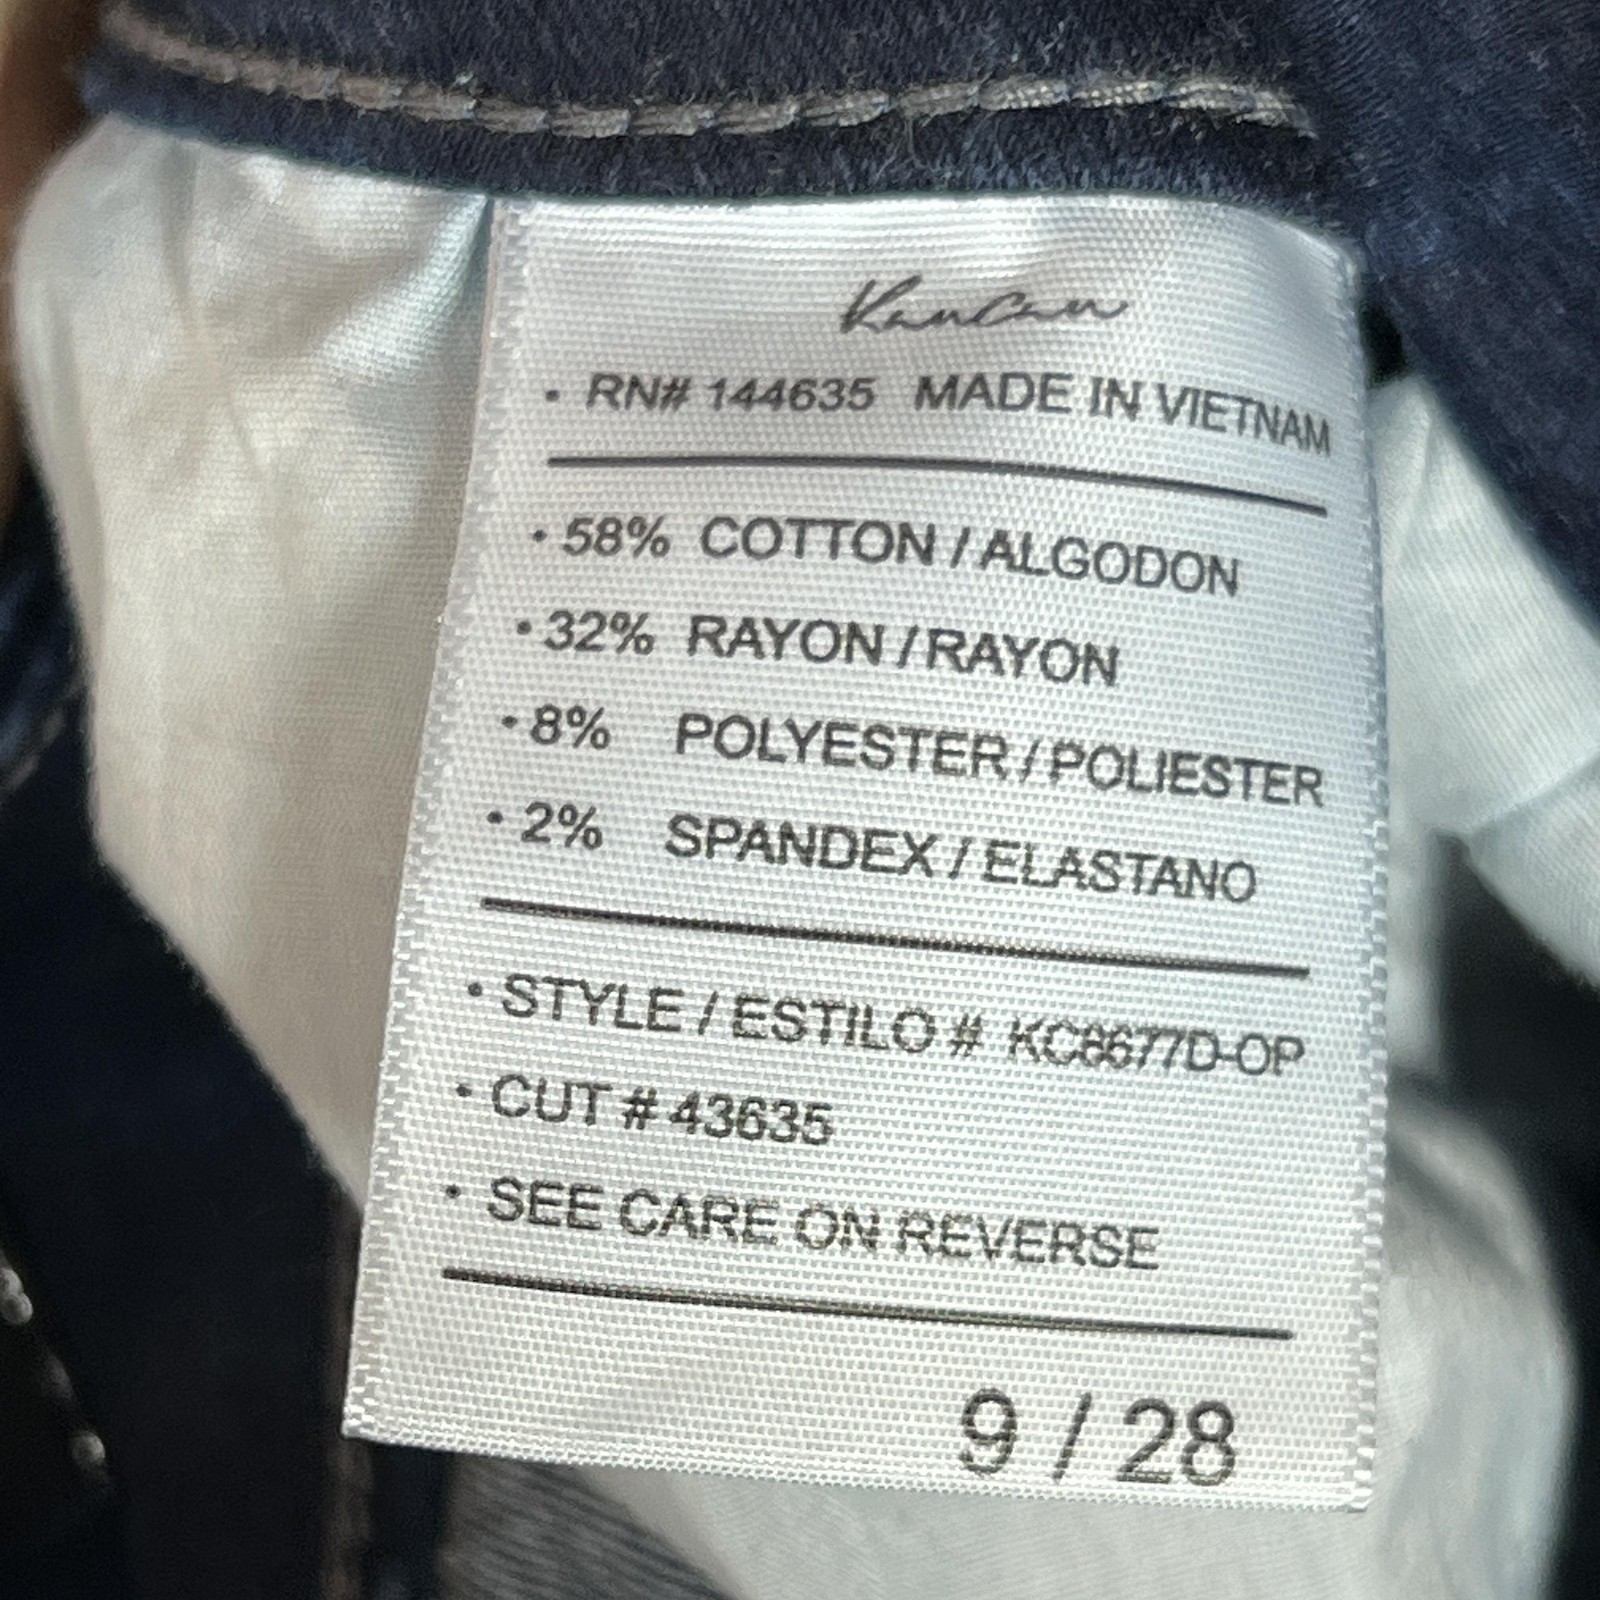 KanCan
• RN# 144635 MADE IN VIETNAM
• 58% COTTON / ALGODON
• 32% RAYON / RAYON
• 8% POLYESTER / POLIESTER
• 2% SPANDEX / ELASTANO
• STYLE / ESTILO # KC8677D-OP
• CUT # 43635
• SEE CARE ON REVERSE
9 / 28